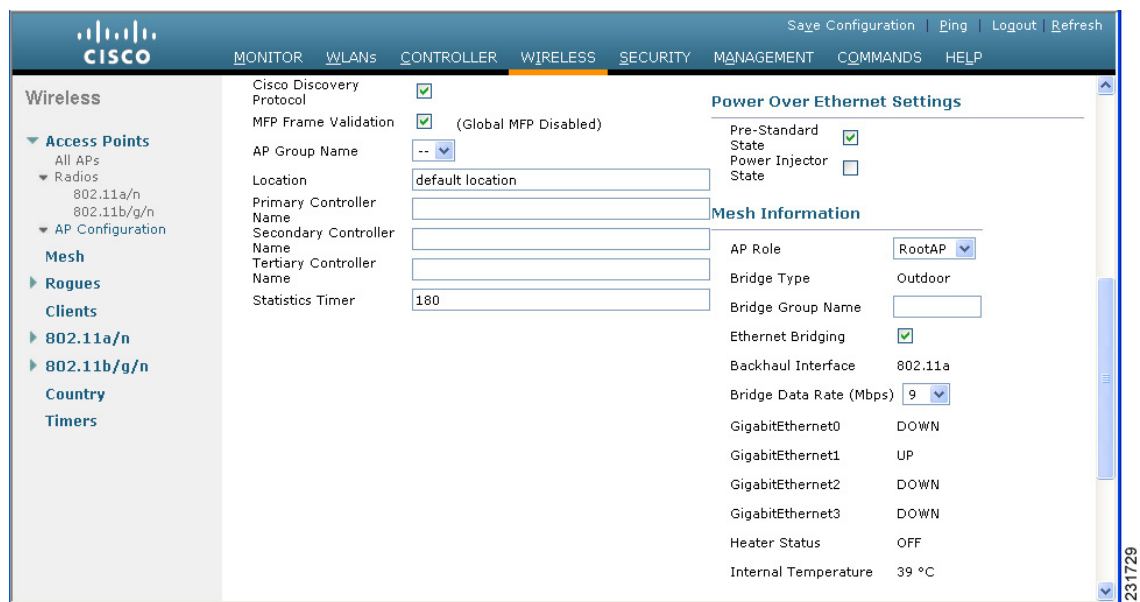 Save Configuration | Ping | Logout | Refresh
CISCO
MONITOR WLANs CONTROLLER WIRELESS SECURITY MANAGEMENT COMMANDS HELP
Wireless
Access Points
All APs
Radios
802.11a/n
802.11b/g/n
AP Configuration
Mesh
Rogues
Clients
802.11a/n
802.11b/g/n
Country
Timers
Cisco Discovery
Protocol
MFP Frame Validation (Global MFP Disabled)
AP Group Name --
Location default location
Primary Controller
Name
Secondary Controller
Name
Tertiary Controller
Name
Statistics Timer 180
Power Over Ethernet Settings
Pre-Standard
State
Power Injector
State
Mesh Information
AP Role RootAP
Bridge Type Outdoor
Bridge Group Name
Ethernet Bridging
Backhaul Interface 802.11a
Bridge Data Rate (Mbps) 9
GigabitEthernet0 DOWN
GigabitEthernet1 UP
GigabitEthernet2 DOWN
GigabitEthernet3 DOWN
Heater Status OFF
Internal Temperature 39 °C
231729